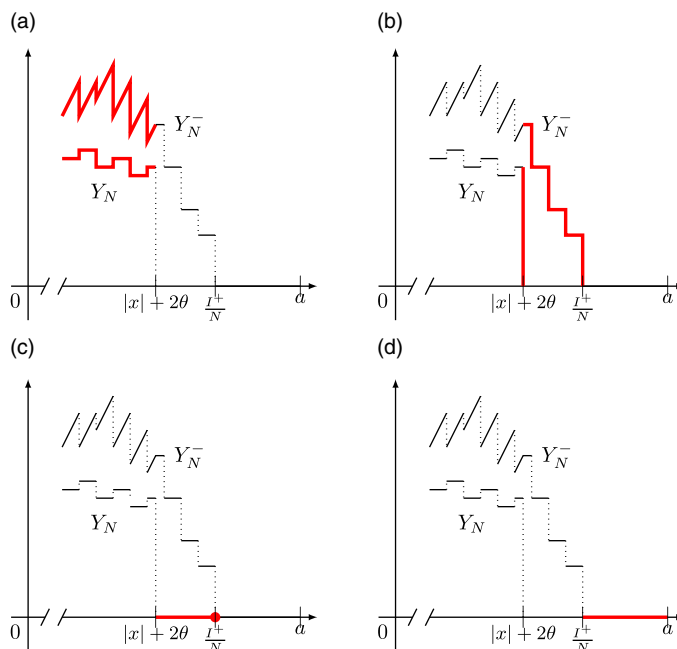 (a) (b)
Y_N^- Y_N^-
Y_N Y_N
0 |x| + 2θ I^+/N a 0 |x| + 2θ I^+/N a
(c) (d)
Y_N^- Y_N^-
Y_N Y_N
0 |x| + 2θ I^+/N a 0 |x| + 2θ I^+/N a